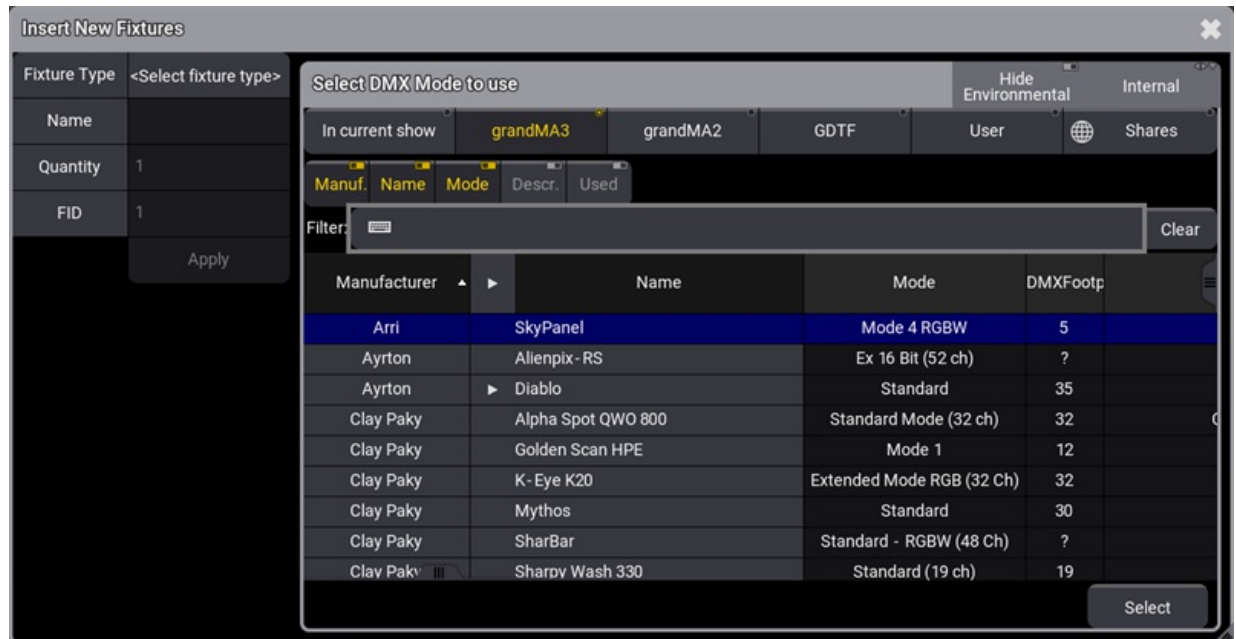 Insert New Fixtures
Fixture Type <Select fixture type>
Name
Quantity 1
FID 1
Apply
Select DMX Mode to use
Hide Environmental
Internal
In current show grandMA3 grandMA2 GDTF User Shares
Manuf. Name Mode Descr. Used
Filter: Clear
Manufacturer Name Mode DMXFootp
Arri SkyPanel Mode 4 RGBW 5
Ayrton Alienpix-RS Ex 16 Bit (52 ch) ?
Ayrton Diablo Standard 35
Clay Paky Alpha Spot QWO 800 Standard Mode (32 ch) 32
Clay Paky Golden Scan HPE Mode 1 12
Clay Paky K-Eye K20 Extended Mode RGB (32 Ch) 32
Clay Paky Mythos Standard 30
Clay Paky SharBar Standard - RGBW (48 Ch) ?
Clay Paky Sharpy Wash 330 Standard (19 ch) 19
Select